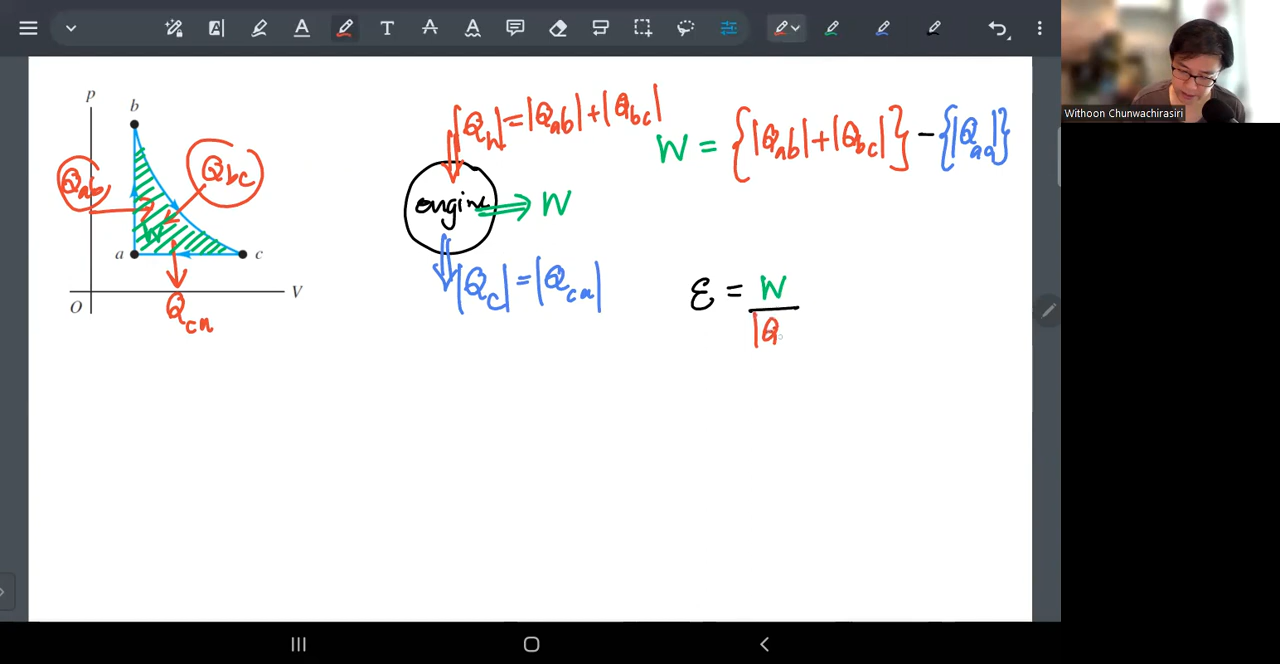 Withoon Chunwachirasiri
P
b
Q_ab
Q_bc
W
a
c
O
V
Q_ca
|Q_H| = |Q_ab| + |Q_bc|
engine
W
|Q_C| = |Q_ca|
W = {|Q_ab| + |Q_bc|} - {|Q_ca|}
ε = W
|Q